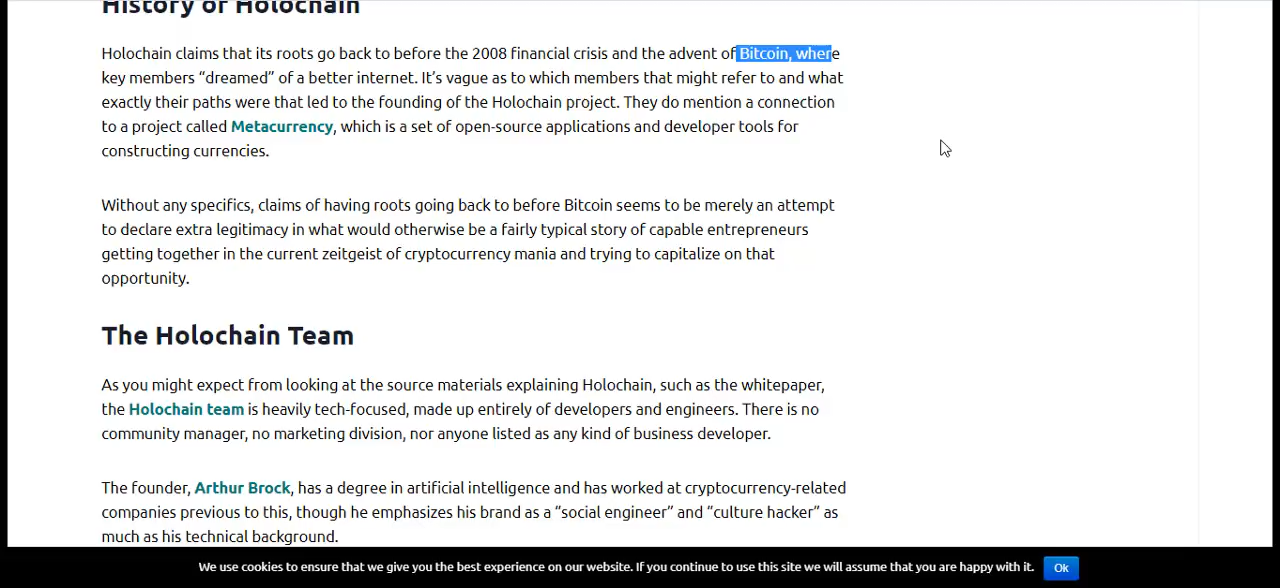 History of Holochain
Holochain claims that its roots go back to before the 2008 financial crisis and the advent of Bitcoin, where
key members “dreamed” of a better internet. It’s vague as to which members that might refer to and what
exactly their paths were that led to the founding of the Holochain project. They do mention a connection
to a project called Metacurrency, which is a set of open-source applications and developer tools for
constructing currencies.
Without any specifics, claims of having roots going back to before Bitcoin seems to be merely an attempt
to declare extra legitimacy in what would otherwise be a fairly typical story of capable entrepreneurs
getting together in the current zeitgeist of cryptocurrency mania and trying to capitalize on that
opportunity.
The Holochain Team
As you might expect from looking at the source materials explaining Holochain, such as the whitepaper,
the Holochain team is heavily tech-focused, made up entirely of developers and engineers. There is no
community manager, no marketing division, nor anyone listed as any kind of business developer.
The founder, Arthur Brock, has a degree in artificial intelligence and has worked at cryptocurrency-related
companies previous to this, though he emphasizes his brand as a “social engineer” and “culture hacker” as
much as his technical background.
We use cookies to ensure that we give you the best experience on our website. If you continue to use this site we will assume that you are happy with it. Ok